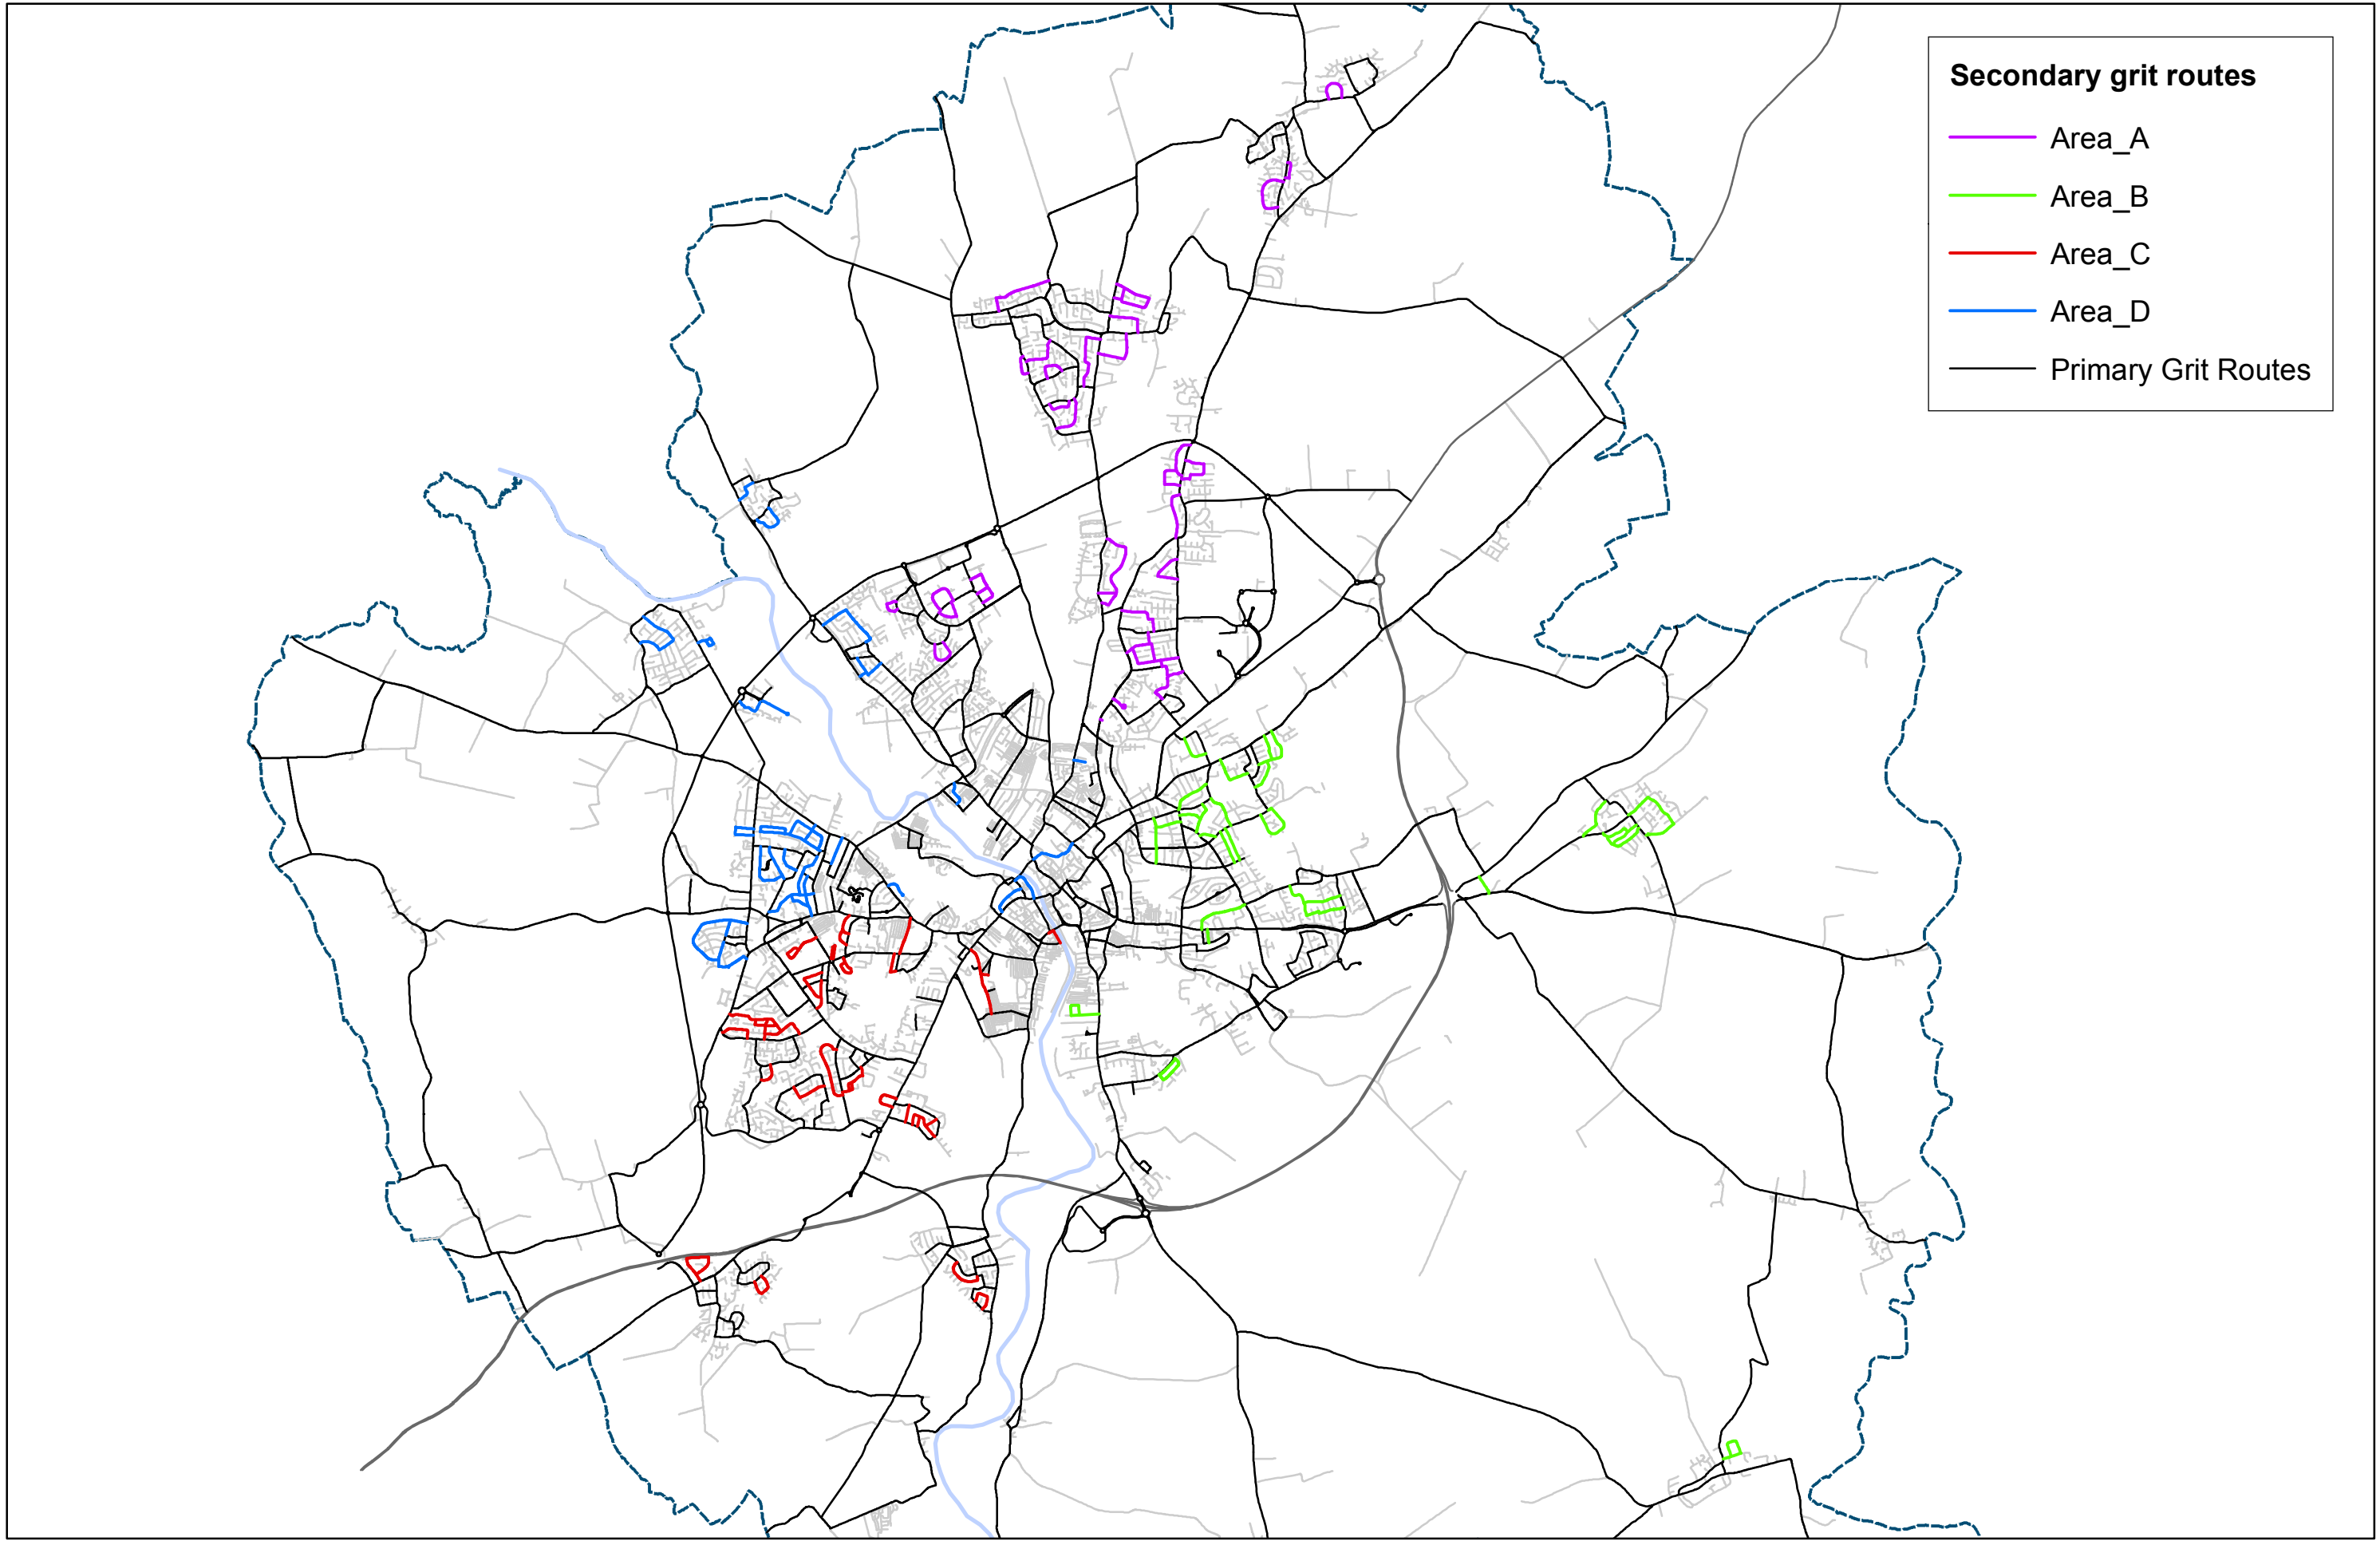 Secondary grit routes
Area_A
Area_B
Area_C
Area_D
Primary Grit Routes